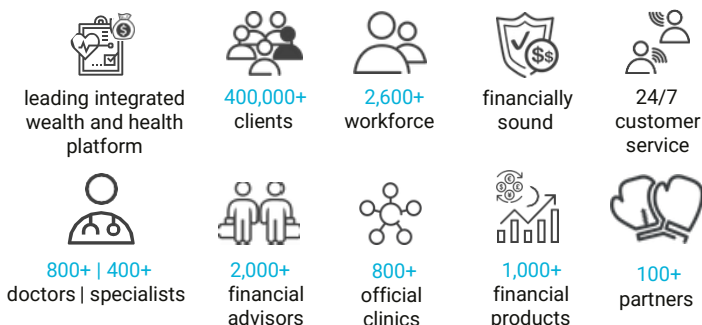 leading integrated
wealth and health
platform
400,000+
clients
2,600+
workforce
$$
financially
sound
24/7
customer
service
800+ | 400+
doctors | specialists
2,000+
financial
advisors
800+
official
clinics
1,000+
financial
products
100+
partners